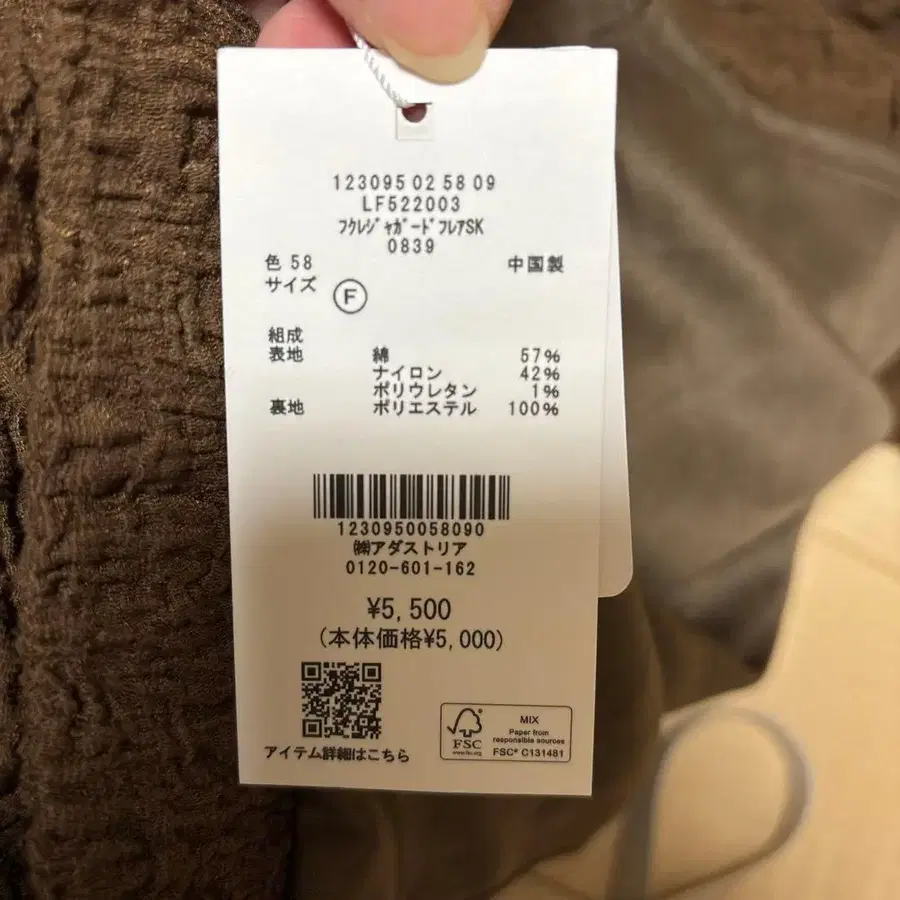 123095 02 58 09
LF522003
フクレジャガードフレアSK
0839
色 58 中国製
サイズ F
組成
表地 綿 57%
ナイロン 42%
ポリウレタン 1%
裏地 ポリエステル 100%
1230950058090
㈱アダストリア
0120-601-162
¥5,500
(本体価格¥5,000)
アイテム詳細はこちら
FSC
www.fsc.org
MIX
Paper from
responsible sources
FSC® C131481